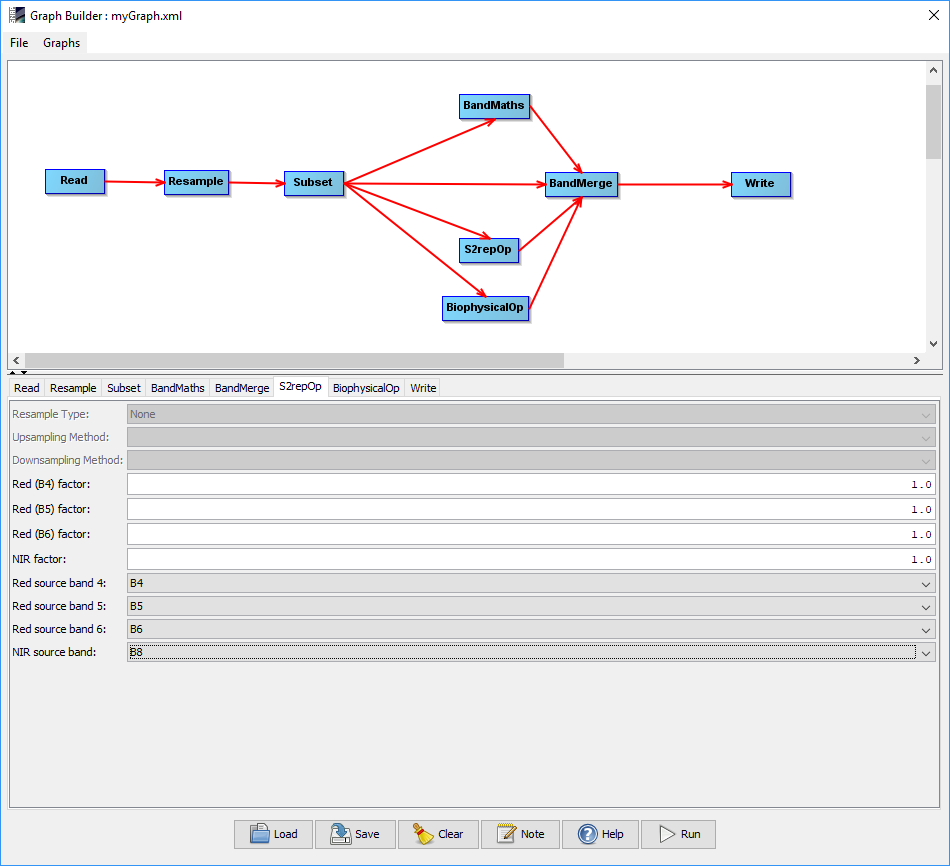 Graph Builder : myGraph.xml
File Graphs
BandMaths
Read Resample Subset BandMerge Write
S2repOp
BiophysicalOp
Read Resample Subset BandMaths BandMerge S2repOp BiophysicalOp Write
Resample Type: None
Upsampling Method:
Downsampling Method:
Red (B4) factor: 1.0
Red (B5) factor: 1.0
Red (B6) factor: 1.0
NIR factor: 1.0
Red source band 4: B4
Red source band 5: B5
Red source band 6: B6
NIR source band: B8
Load Save Clear Note Help Run